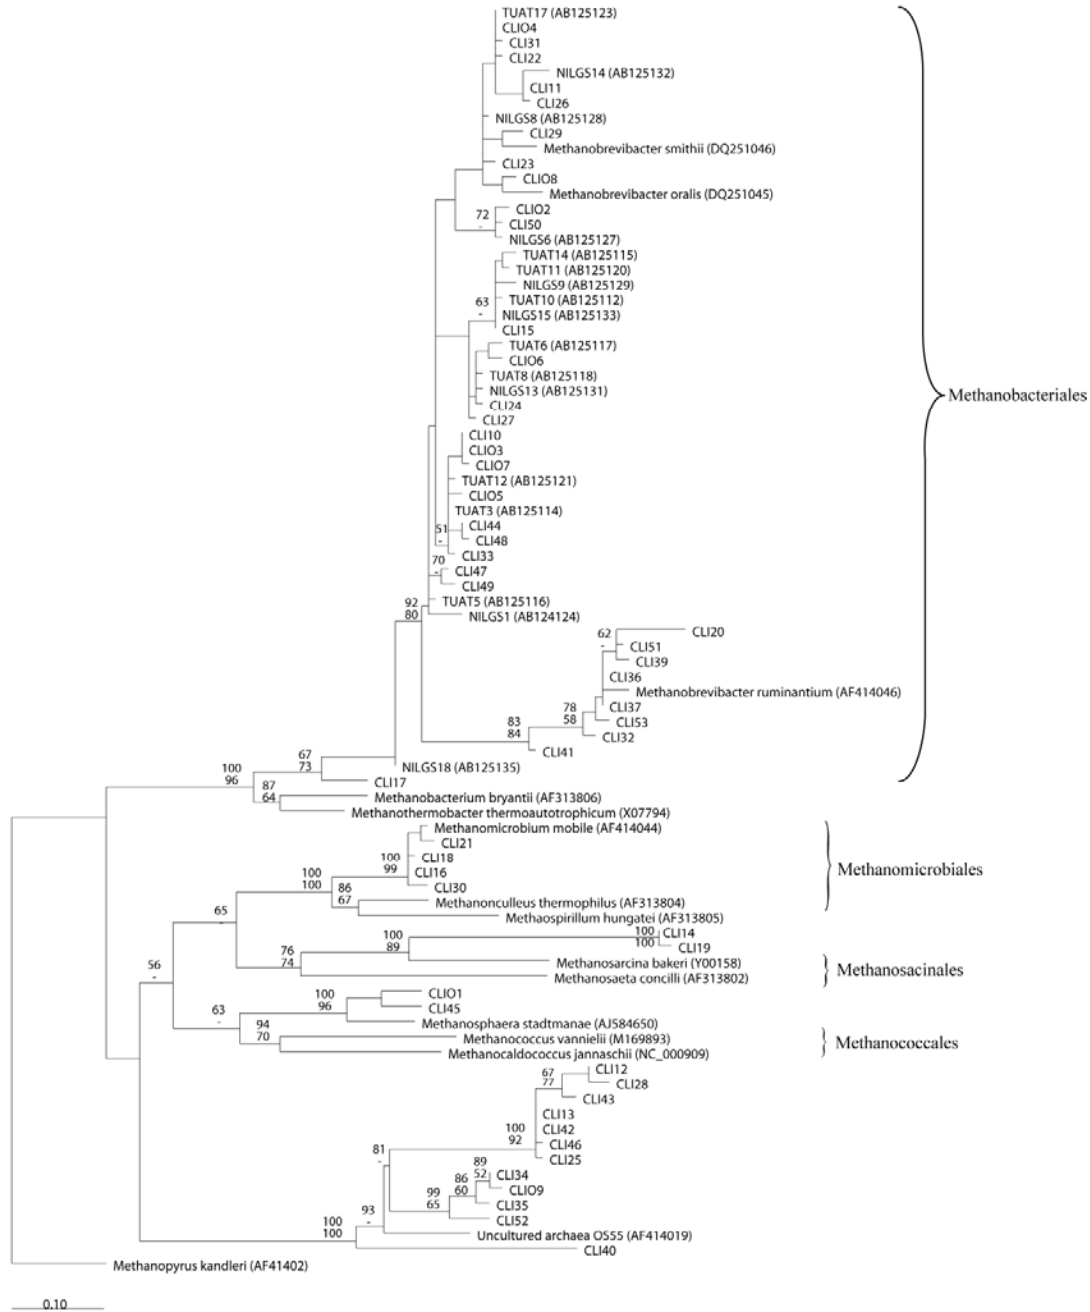 TUAT17 (AB125123)
CLIO4
CLI31
CLI22
NILGS14 (AB125132)
CLI11
CLI26
NILGS8 (AB125128)
CLI29
Methanobrevibacter smithii (DQ251046)
CLI23
CLIO8
Methanobrevibacter oralis (DQ251045)
CLIO2
72
-
CLI50
NILGS6 (AB125127)
TUAT14 (AB125115)
TUAT11 (AB125120)
NILGS9 (AB125129)
63
-
TUAT10 (AB125112)
NILGS15 (AB125133)
CLI15
TUAT6 (AB125117)
CLIO6
TUAT8 (AB125118)
NILGS13 (AB125131)
CLI24
CLI27
Methanobacteriales
CLI10
CLIO3
CLIO7
TUAT12 (AB125121)
CLIO5
TUAT3 (AB125114)
51
-
CLI44
CLI48
CLI33
70
-
CLI47
CLI49
92
80
TUAT5 (AB125116)
NILGS1 (AB124124)
62
-
CLI20
CLI51
CLI39
CLI36
Methanobrevibacter ruminantium (AF414046)
78
58
CLI37
CLI53
83
84
CLI32
CLI41
67
73
NILGS18 (AB125135)
100
96
CLI17
87
64
Methanobacterium bryantii (AF313806)
Methanothermobacter thermoautotrophicum (X07794)
Methanomicrobium mobile (AF414044)
CLI21
100
99
CLI18
CLI16
100
100
CLI30
86
67
Methanonculleus thermophilus (AF313804)
Methaospirillum hungatei (AF313805)
Methanomicrobiales
65
-
100
89
100
100
CLI14
CLI19
76
74
Methanosarcina bakeri (Y00158)
Methanosaeta concilli (AF313802)
Methanosacinales
56
-
100
96
CLIO1
CLI45
63
-
Methanosphaera stadtmanae (AJ584650)
94
70
Methanococcus vannielii (M169893)
Methanocaldococcus jannaschii (NC_000909)
Methanococcales
67
77
CLI12
CLI28
CLI43
CLI13
100
92
CLI42
CLI46
CLI25
81
-
89
52
CLI34
86
60
CLIO9
99
65
CLI35
CLI52
93
-
Uncultured archaea OS55 (AF414019)
100
100
CLI40
Methanopyrus kandleri (AF41402)
0.10